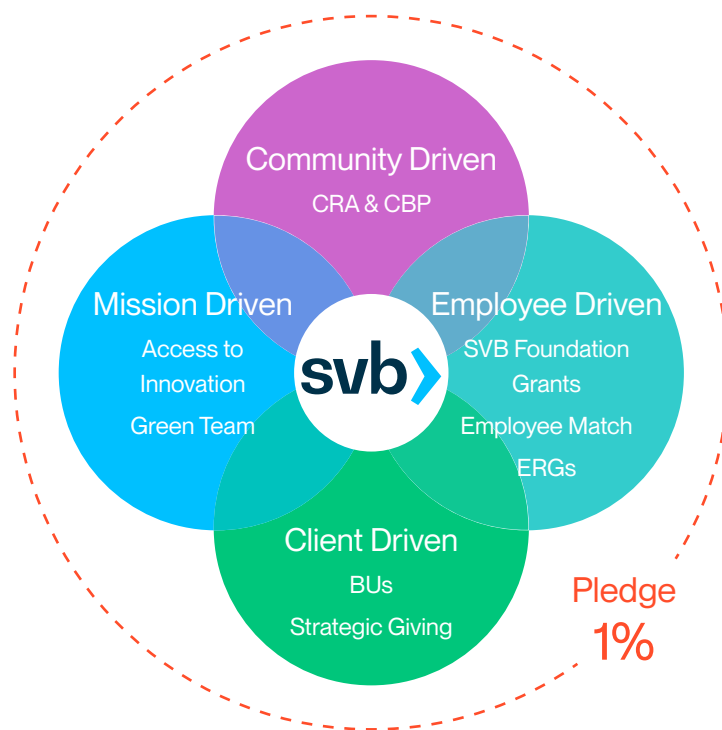 Community Driven
CRA & CBP
Mission Driven
Access to
Innovation
Green Team
svb
Employee Driven
SVB Foundation
Grants
Employee Match
ERGs
Client Driven
BUs
Strategic Giving
Pledge
1%